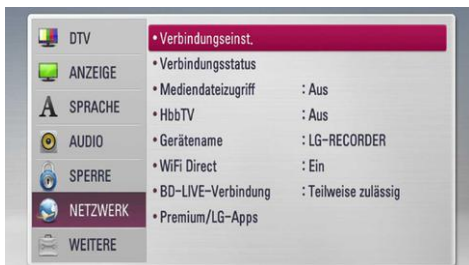 DTV
ANZEIGE
SPRACHE
AUDIO
SPERRE
NETZWERK
WEITERE
• Verbindungseinst.
• Verbindungsstatus
• Mediendateizugriff : Aus
• HbbTV : Aus
• Gerätename : LG-RECORDER
• WiFi Direct : Ein
• BD-LIVE-Verbindung : Teilweise zulässig
• Premium/LG-Apps